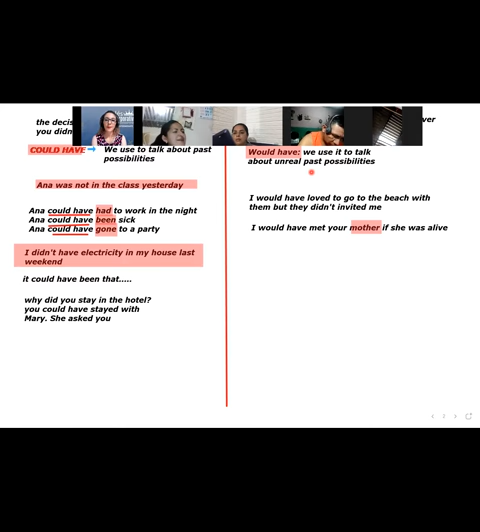 the decis
you didn
COULD HAVE → We use to talk about past
possibilities
Ana was not in the class yesterday
Ana could have had to work in the night
Ana could have been sick
Ana could have gone to a party
I didn't have electricity in my house last
weekend
it could have been that.....
why did you stay in the hotel?
you could have stayed with
Mary. She asked you
ver
Would have: we use it to talk
about unreal past possibilities
I would have loved to go to the beach with
them but they didn't invited me
I would have met your mother if she was alive